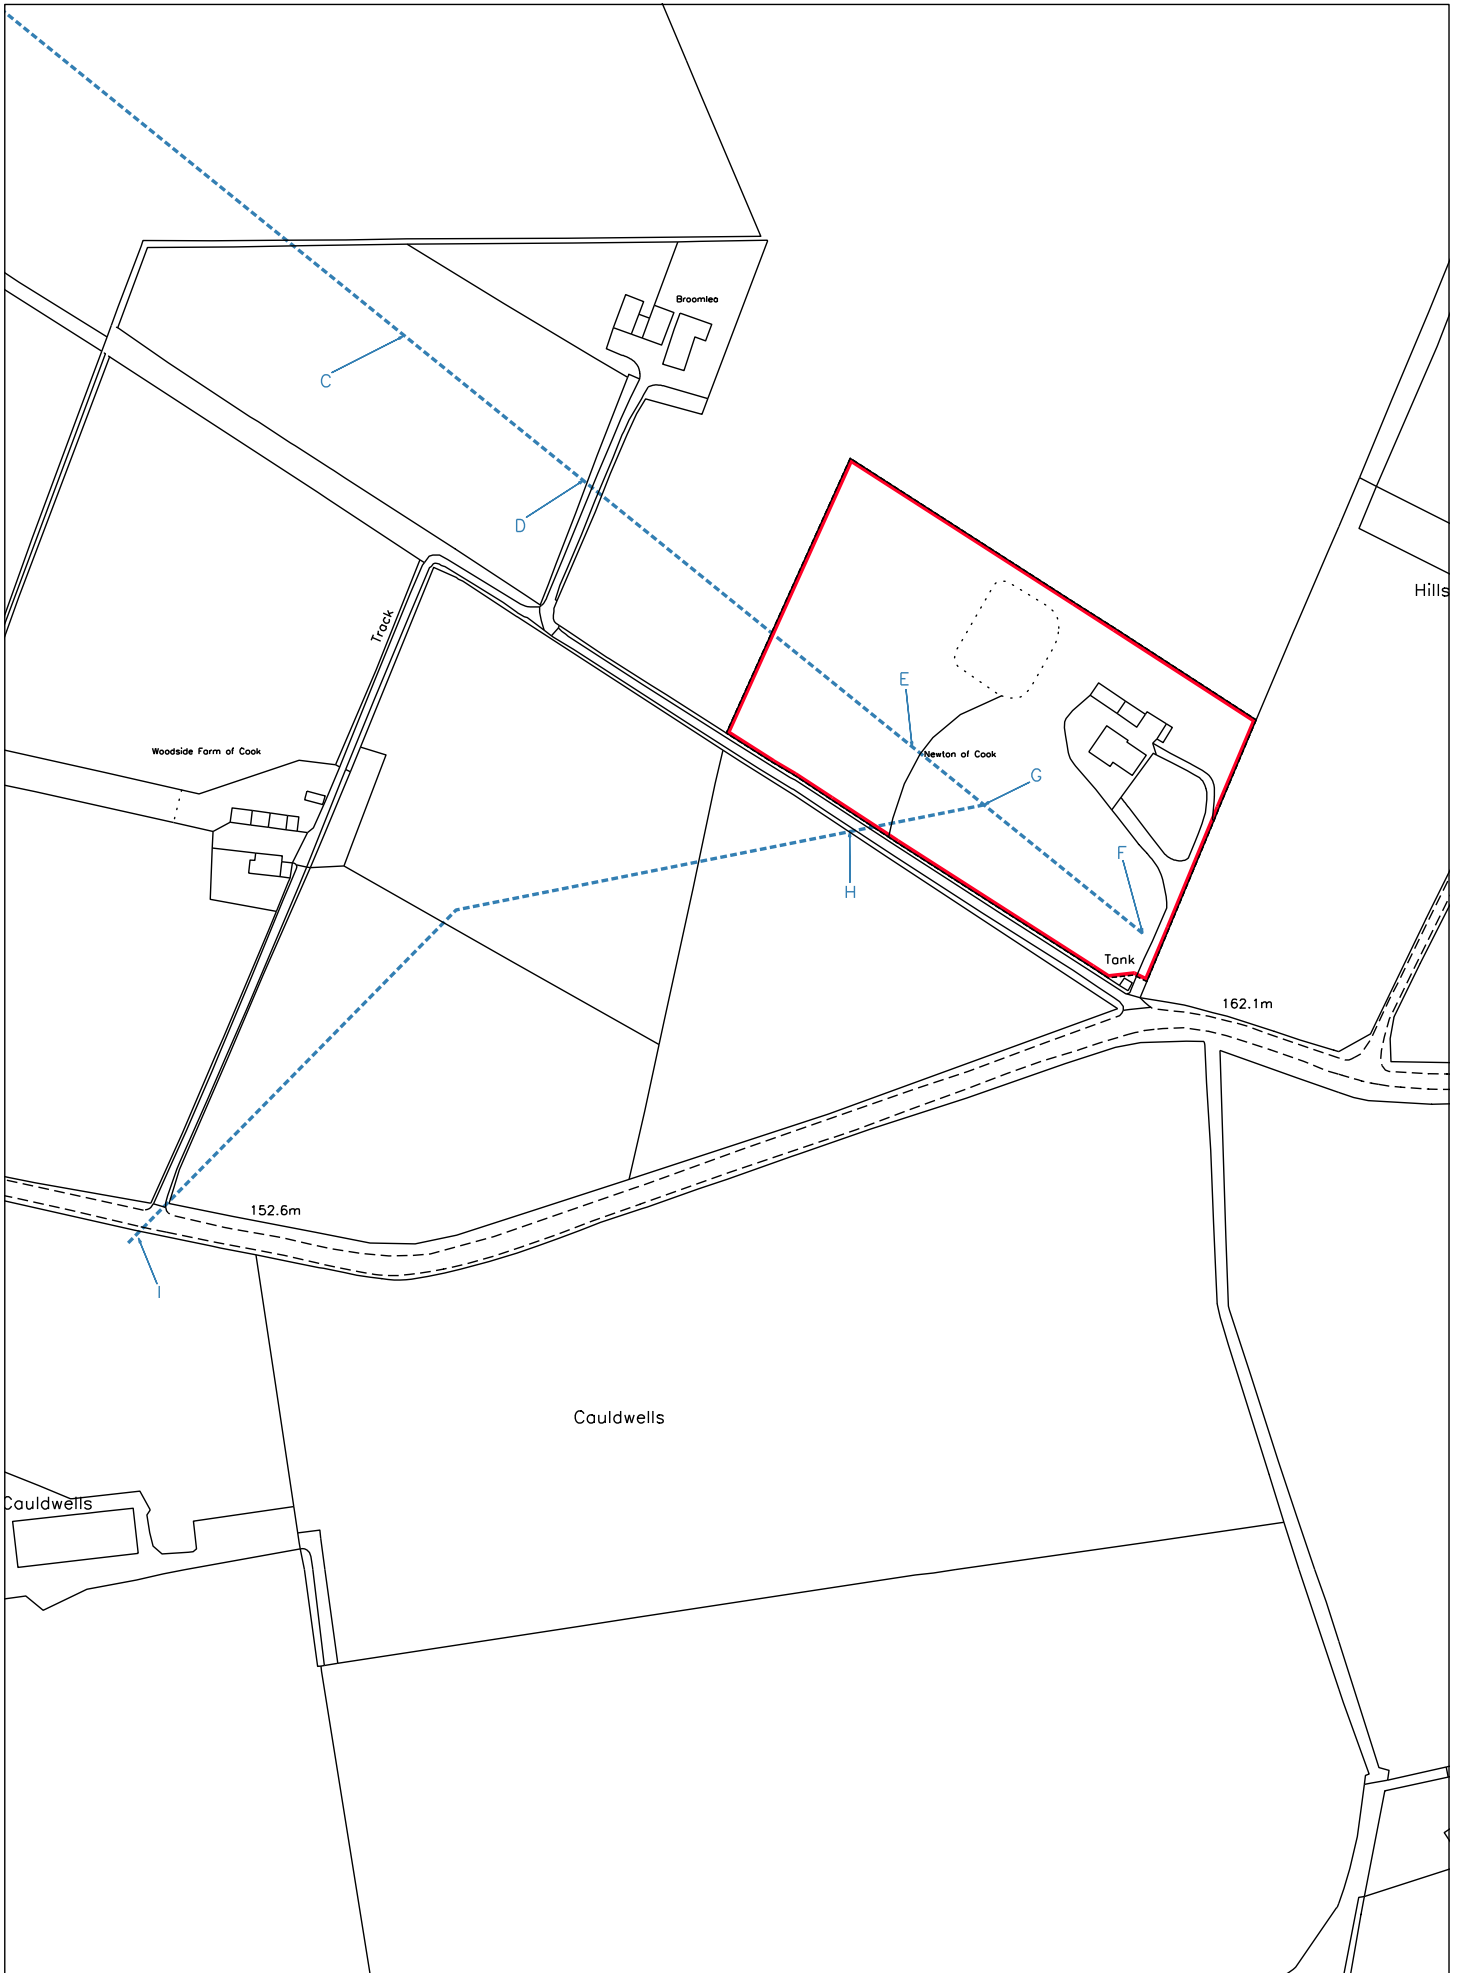 Broomlea
C
D
Hills
Track
E
Woodside Farm of Cook
Newton of Cook
G
F
H
Tank
162.1m
152.6m
I
Cauldwells
Cauldwells